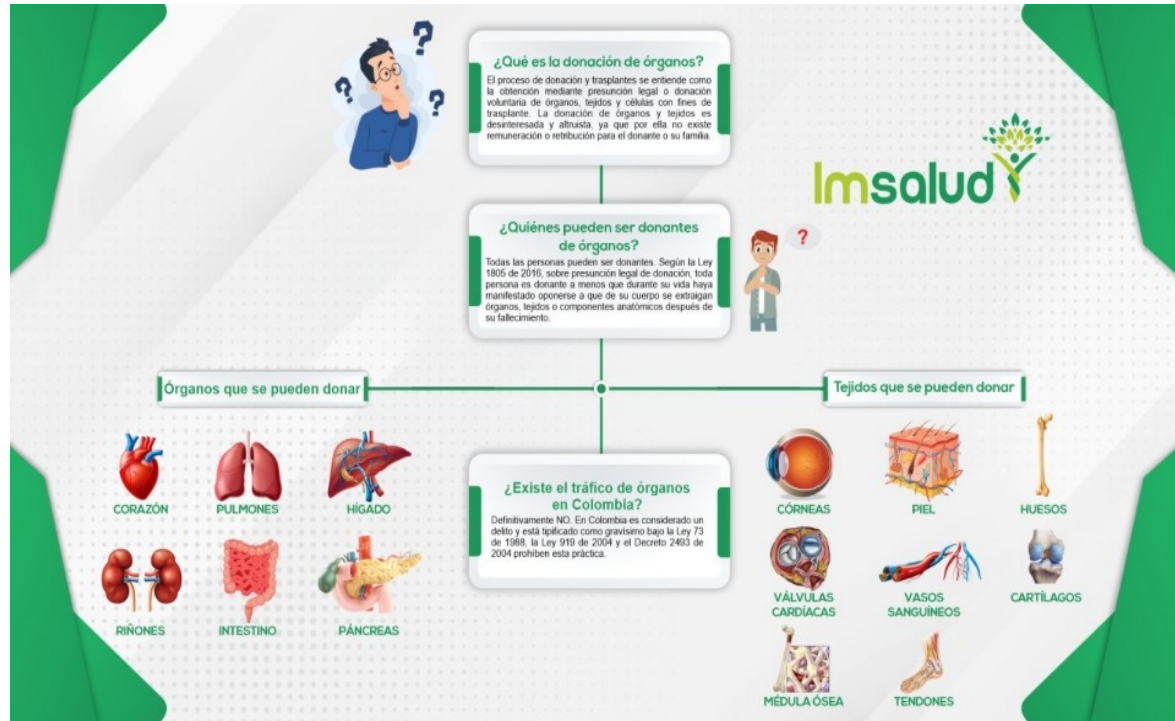 ¿Qué es la donación de órganos?
El proceso de donación y trasplantes se entiende como
la obtención mediante presunción legal o donación
voluntaria de órganos, tejidos y células con fines de
trasplante. La donación de órganos y tejidos es
desinteresada y altruista, ya que por ella no existe
remuneración o retribución para el donante o su familia.
? ? ? ?
Imsalud
¿Quiénes pueden ser donantes
de órganos?
Todas las personas pueden ser donantes. Según la Ley
1805 de 2016, sobre presunción legal de donación, toda
persona es donante a menos que durante su vida haya
manifestado oponerse a que de su cuerpo se extraigan
órganos, tejidos o componentes anatómicos después de
su fallecimiento.
?
Órganos que se pueden donar
CORAZÓN
PULMONES
HÍGADO
RIÑONES
INTESTINO
PÁNCREAS
¿Existe el tráfico de órganos
en Colombia?
Definitivamente NO. En Colombia es considerado un
delito y está tipificado como gravísimo bajo la Ley 73
de 1988, la Ley 919 de 2004 y el Decreto 2493 de
2004 prohiben esta práctica.
Tejidos que se pueden donar
CÓRNEAS
PIEL
HUESOS
VÁLVULAS
CARDÍACAS
VASOS
SANGUÍNEOS
CARTÍLAGOS
MÉDULA ÓSEA
TENDONES